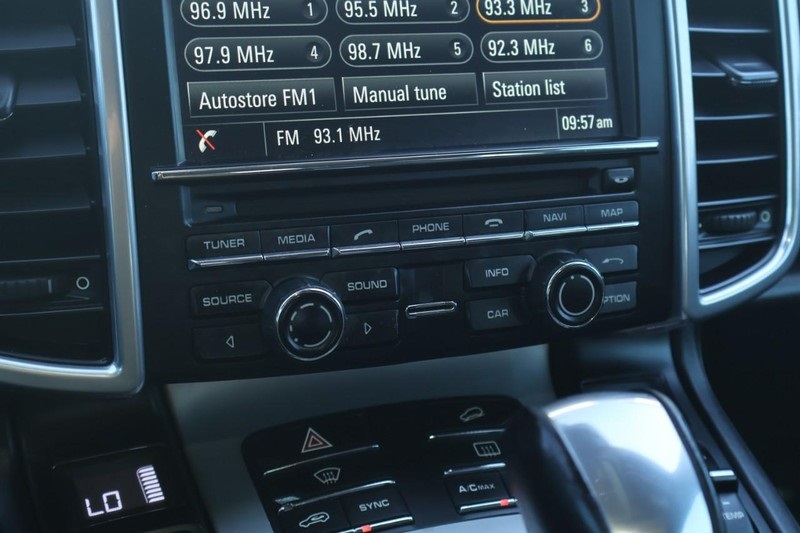 96.9 MHz 1 95.5 MHz 2 93.3 MHz 3
97.9 MHz 4 98.7 MHz 5 92.3 MHz 6
Autostore FM1 Manual tune Station list
FM 93.1 MHz 09:57 am
TUNER MEDIA PHONE NAVI MAP
SOURCE SOUND INFO
CAR OPTION
LO
SYNC A/C MAX
TEMP